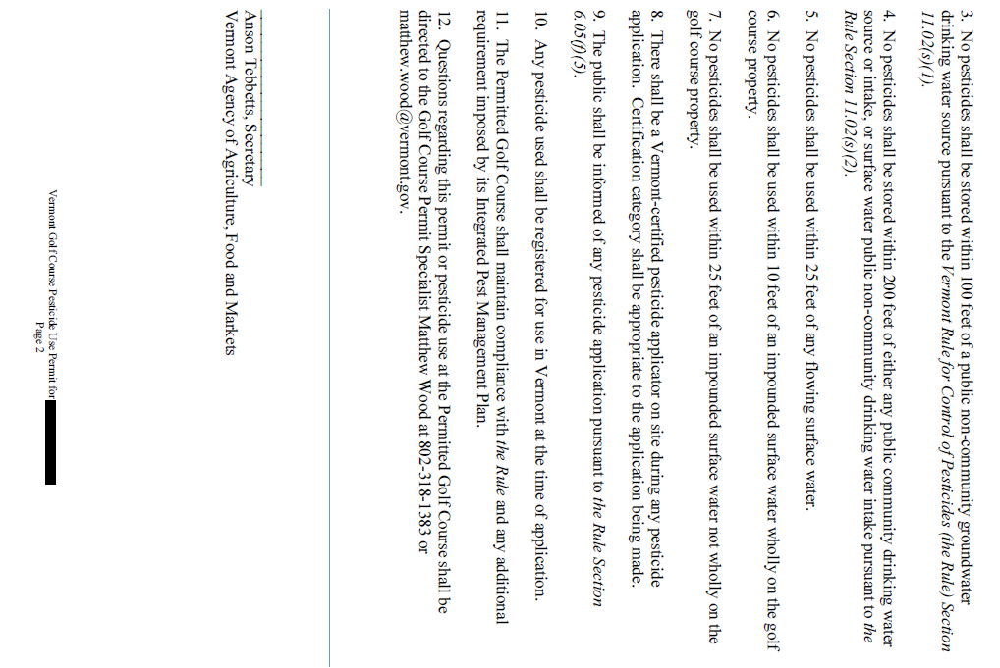 3.  No pesticides shall be stored within 100 feet of a public non-community groundwater
drinking water source pursuant to the Vermont Rule for Control of Pesticides (the Rule) Section
11.02(s)(1).
4.  No pesticides shall be stored within 200 feet of either any public community drinking water
source or intake, or surface water public non-community drinking water intake pursuant to the
Rule Section 11.02(s)(2).
5.  No pesticides shall be used within 25 feet of any flowing surface water.
6.  No pesticides shall be used within 10 feet of an impounded surface water wholly on the golf
course property.
7.  No pesticides shall be used within 25 feet of an impounded surface water not wholly on the
golf course property.
8.  There shall be a Vermont-certified pesticide applicator on site during any pesticide
application.  Certification category shall be appropriate to the application being made.
9.  The public shall be informed of any pesticide application pursuant to the Rule Section
6.05(f)(5).
10.  Any pesticide used shall be registered for use in Vermont at the time of application.
11.  The Permitted Golf Course shall maintain compliance with the Rule and any additional
requirement imposed by its Integrated Pest Management Plan.
12.  Questions regarding this permit or pesticide use at the Permitted Golf Course shall be
directed to the Golf Course Permit Specialist Matthew Wood at 802-318-1383 or
matthew.wood@vermont.gov.
Anson Tebbetts, Secretary
Vermont Agency of Agriculture, Food and Markets
Vermont Golf Course Pesticide Use Permit for
Page 2